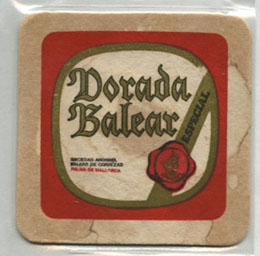 Dorada
Balear
ESPECIAL
SOCIEDAD ANONIMA
BALEAR DE CERVEZAS
PALMA DE MALLORCA